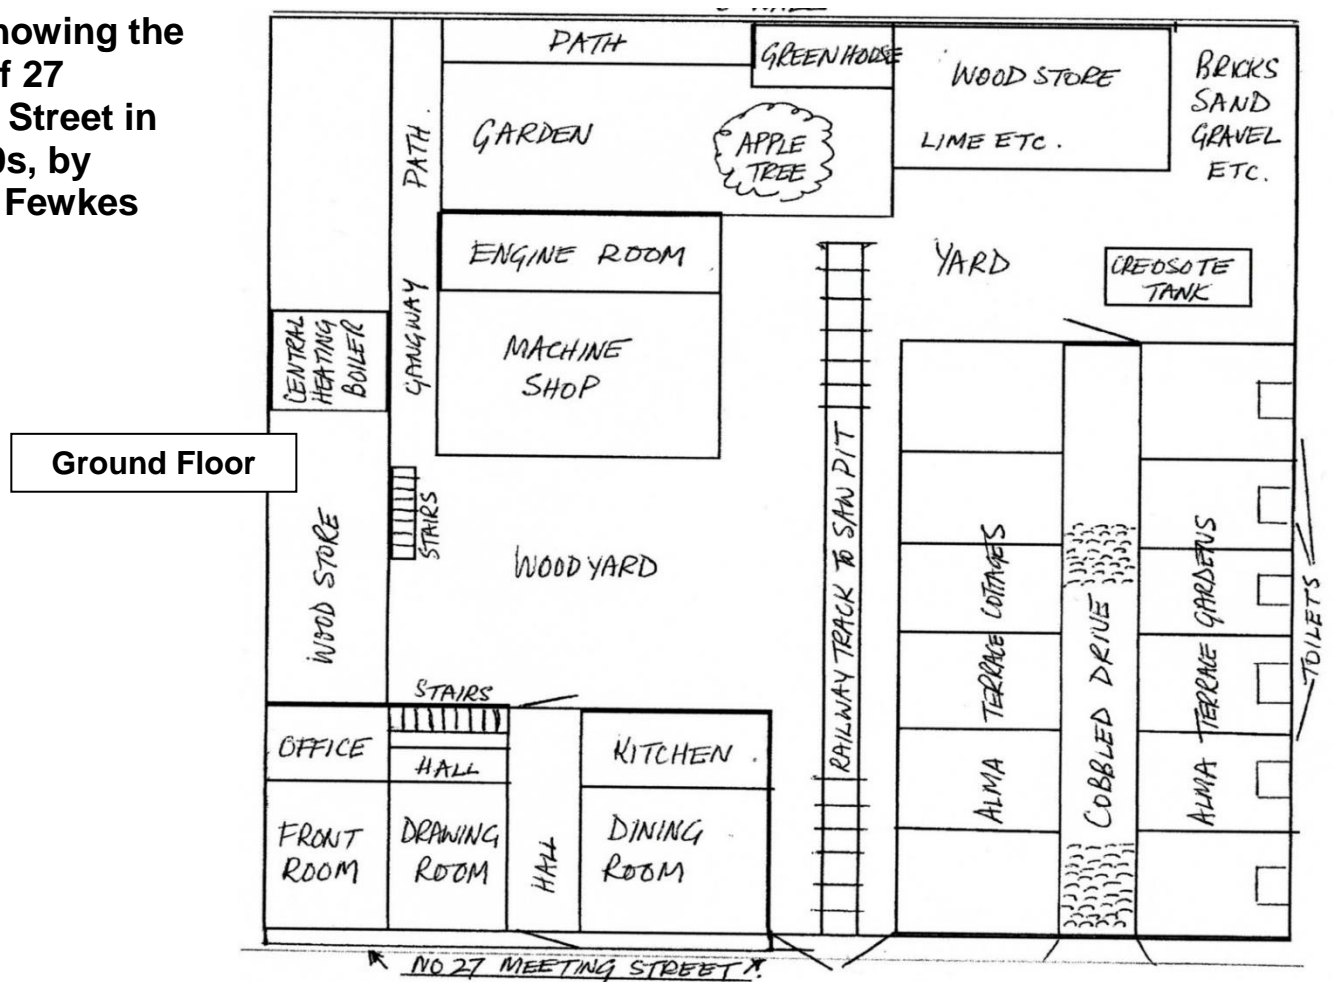 howing the
f 27
Street in
0s, by
Fewkes
WALL
PATH
GREENHOUSE
WOOD STORE
LIME ETC.
BRICKS
SAND
GRAVEL
ETC.
GARDEN
APPLE
TREE
GANGWAY PATH.
ENGINE ROOM
YARD
CREOSOTE
TANK
MACHINE
SHOP
CENTRAL
HEATING
BOILER
Ground Floor
STAIRS
WOOD STORE
WOODYARD
RAILWAY TRACK TO SAW PIT
ALMA TERRACE COTTAGES
COBBLED DRIVE
ALMA TERRACE GARDENS
TOILETS
STAIRS
OFFICE
HALL
KITCHEN.
FRONT
ROOM
DRAWING
ROOM
HALL
DINING
ROOM
NO 27 MEETING STREET